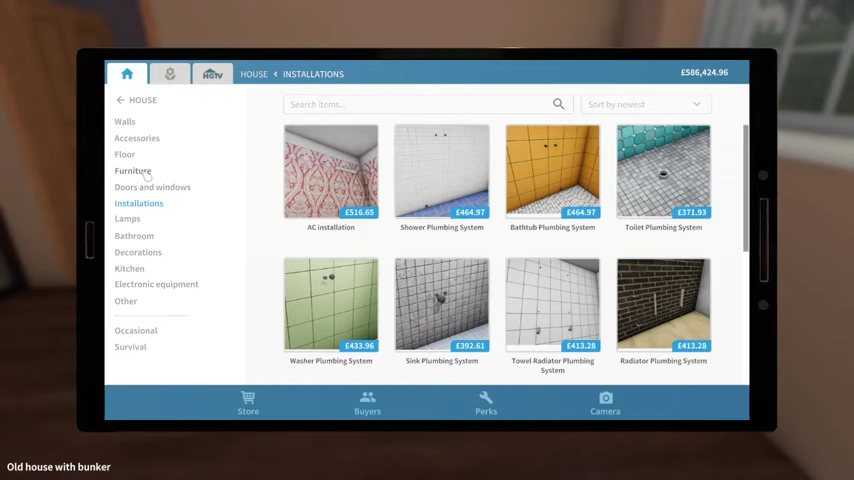 HGTV
HOUSE < INSTALLATIONS
£586,424.96
← HOUSE
Search items...
Sort by newest
Walls
Accessories
Floor
Furniture
Doors and windows
Installations
Lamps
Bathroom
Decorations
Kitchen
Electronic equipment
Other
Occasional
Survival
£516.65
£464.97
£464.97
£371.93
AC installation
Shower Plumbing System
Bathtub Plumbing System
Toilet Plumbing System
£433.96
£392.61
£413.28
£413.28
Washer Plumbing System
Sink Plumbing System
Towel Radiator Plumbing
System
Radiator Plumbing System
Store
Buyers
Perks
Camera
Old house with bunker